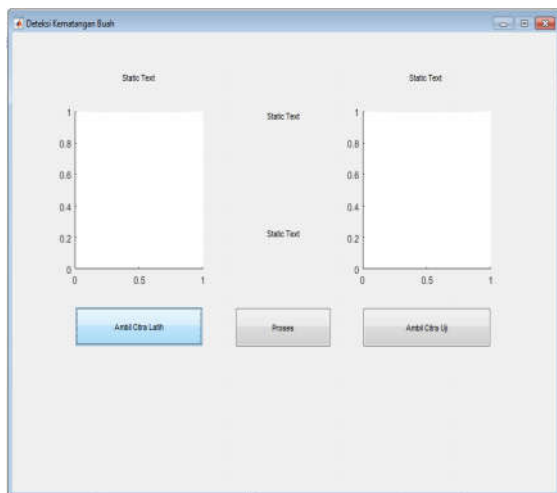 Deteksi Kematangan Buah
Static Text
Static Text
Static Text
Static Text
1
0.8
0.6
0.4
0.2
0
0 0.5 1
1
0.8
0.6
0.4
0.2
0
0 0.5 1
Ambil Citra Latih
Proses
Ambil Citra Uji